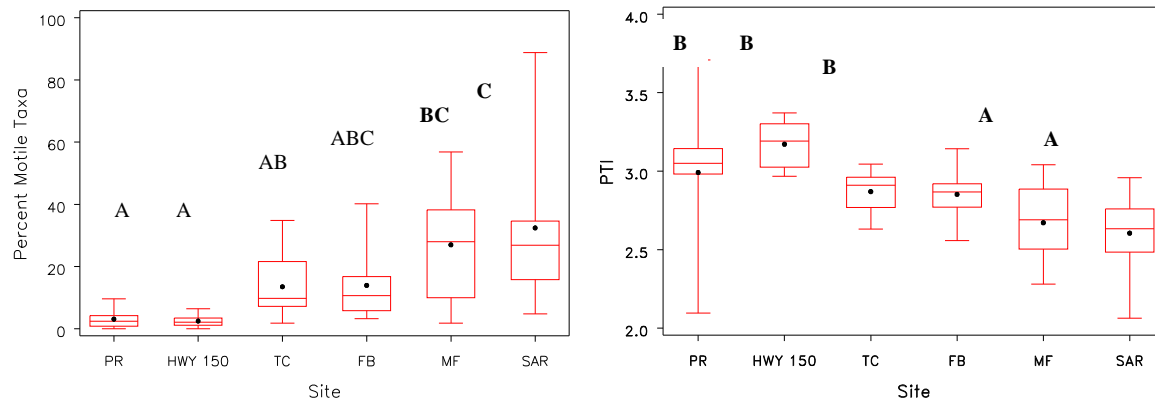 100
80
60
40
20
0
Percent Motile Taxa
A
A
AB
ABC
BC
C
PR
HWY 150
TC
FB
MF
SAR
Site
4.0
3.5
3.0
2.5
2.0
PTI
B
B
B
A
A
PR
HWY 150
TC
FB
MF
SAR
Site